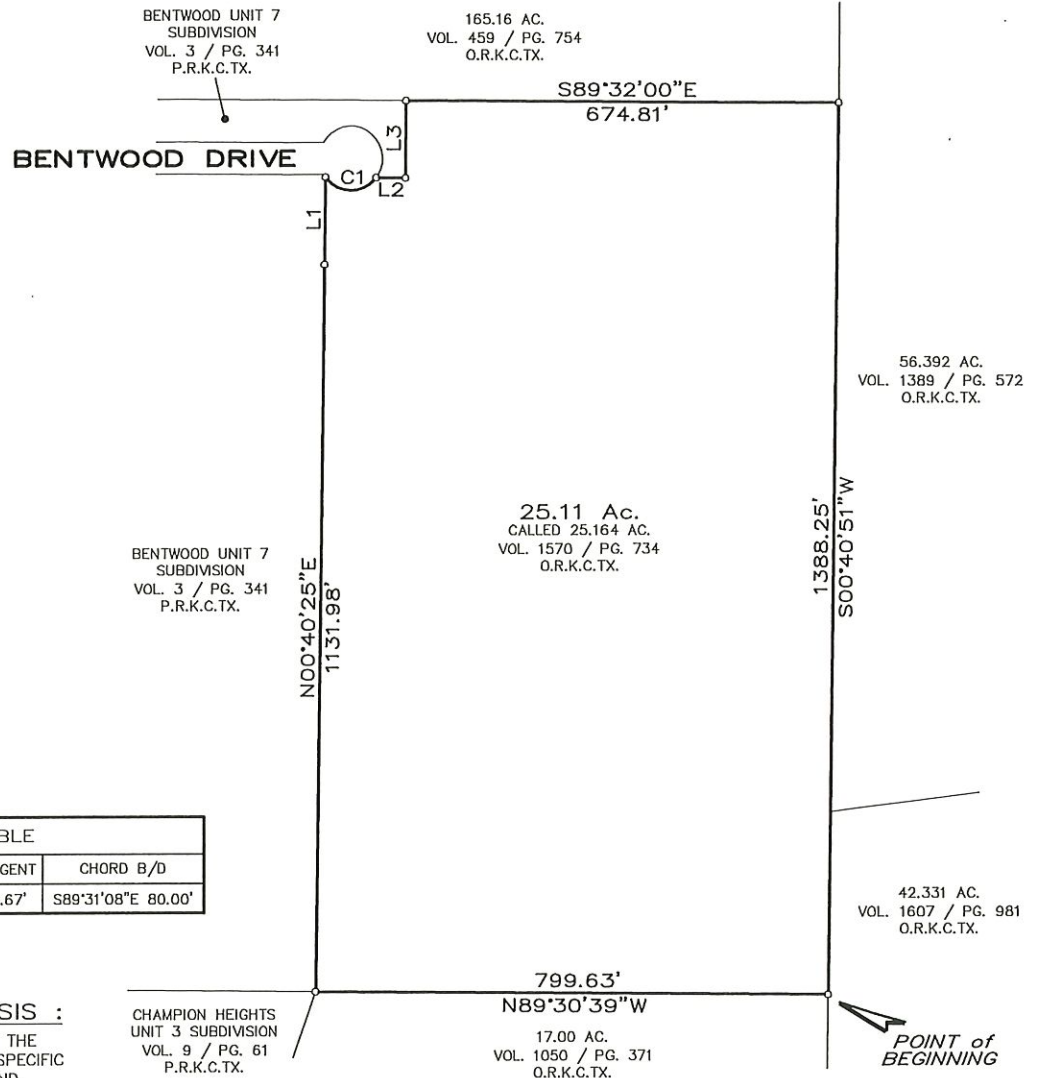 BENTWOOD UNIT 7
SUBDIVISION
VOL. 3 / PG. 341
P.R.K.C.TX.
165.16 AC.
VOL. 459 / PG. 754
O.R.K.C.TX.
S89°32'00"E
674.81'
BENTWOOD DRIVE
C1
L3
L2
L1
56.392 AC.
VOL. 1389 / PG. 572
O.R.K.C.TX.
25.11 Ac.
CALLED 25.164 AC.
VOL. 1570 / PG. 734
O.R.K.C.TX.
1388.25'
S00°40'51"W
BENTWOOD UNIT 7
SUBDIVISION
VOL. 3 / PG. 341
P.R.K.C.TX.
N00°40'25"E
1131.98'
BLE
GENT CHORD B/D
.67' S89°31'08"E 80.00'
42.331 AC.
VOL. 1607 / PG. 981
O.R.K.C.TX.
799.63'
N89°30'39"W
SIS :
THE
SPECIFIC
CHAMPION HEIGHTS
UNIT 3 SUBDIVISION
VOL. 9 / PG. 61
P.R.K.C.TX.
17.00 AC.
VOL. 1050 / PG. 371
O.R.K.C.TX.
POINT of
BEGINNING